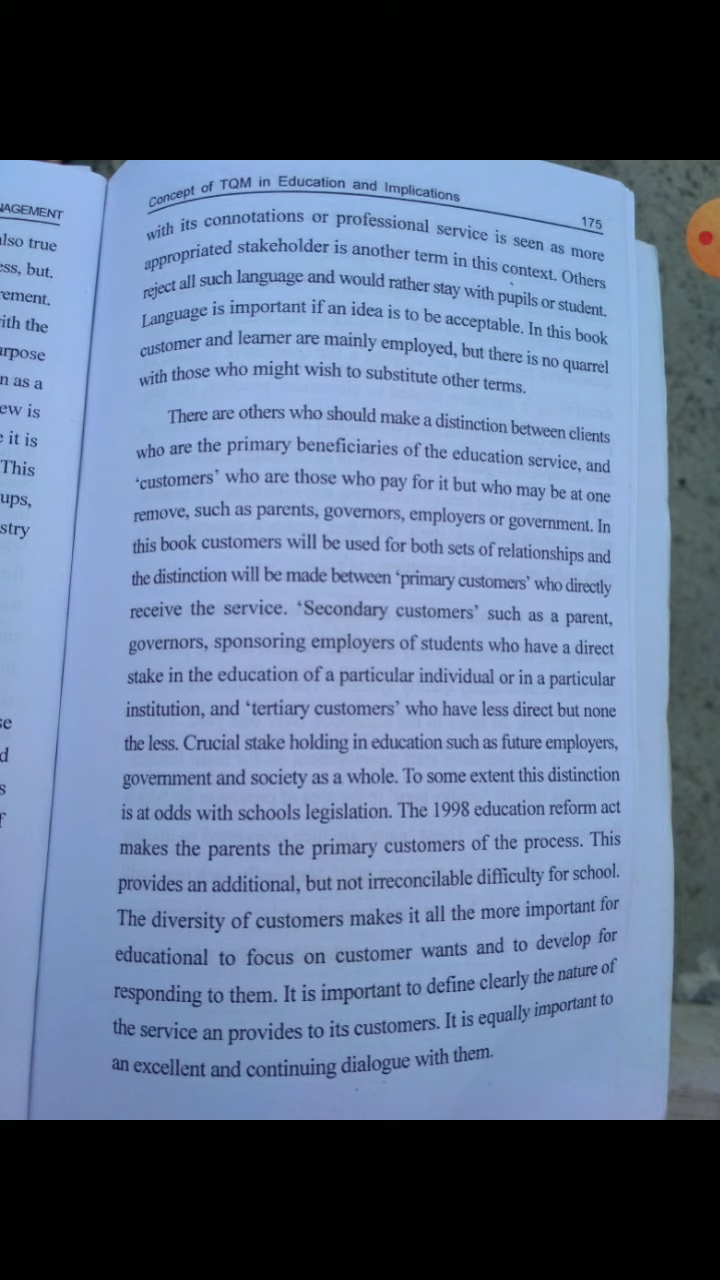 NAGEMENT
also true
ess, but.
rement.
ith the
urpose
n as a
ew is
e it is
This
ups,
stry
se
d
s
f
Concept of TQM in Education and Implications
175
with its connotations or professional service is seen as more
appropriated stakeholder is another term in this context. Others
reject all such language and would rather stay with pupils or student.
Language is important if an idea is to be acceptable. In this book
customer and learner are mainly employed, but there is no quarrel
with those who might wish to substitute other terms.
There are others who should make a distinction between clients
who are the primary beneficiaries of the education service, and
‘customers’ who are those who pay for it but who may be at one
remove, such as parents, governors, employers or government. In
this book customers will be used for both sets of relationships and
the distinction will be made between ‘primary customers’ who directly
receive the service. ‘Secondary customers’ such as a parent,
governors, sponsoring employers of students who have a direct
stake in the education of a particular individual or in a particular
institution, and ‘tertiary customers’ who have less direct but none
the less. Crucial stake holding in education such as future employers,
government and society as a whole. To some extent this distinction
is at odds with schools legislation. The 1998 education reform act
makes the parents the primary customers of the process. This
provides an additional, but not irreconcilable difficulty for school.
The diversity of customers makes it all the more important for
educational to focus on customer wants and to develop for
responding to them. It is important to define clearly the nature of
the service an provides to its customers. It is equally important to
an excellent and continuing dialogue with them.